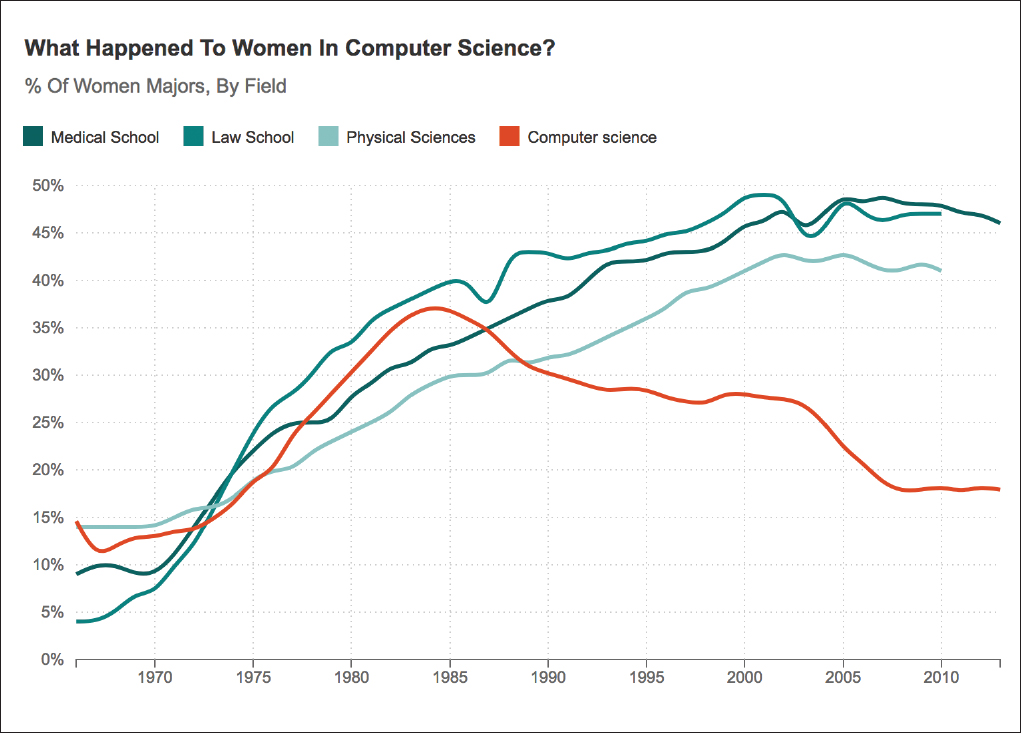 What Happened To Women In Computer Science?
% Of Women Majors, By Field
Medical School Law School Physical Sciences Computer science
50%
45%
40%
35%
30%
25%
20%
15%
10%
5%
0%
1970 1975 1980 1985 1990 1995 2000 2005 2010